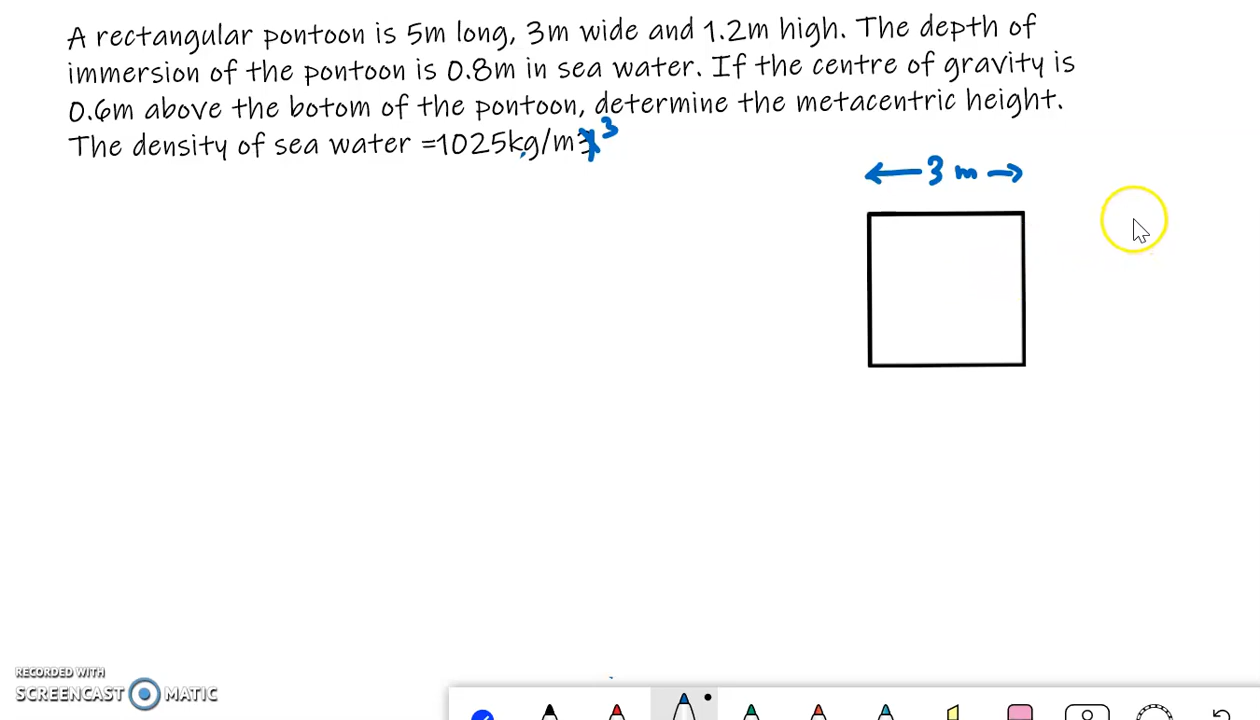 A rectangular pontoon is 5m long, 3m wide and 1.2m high. The depth of
immersion of the pontoon is 0.8m in sea water. If the centre of gravity is
0.6m above the botom of the pontoon, determine the metacentric height.
The density of sea water =1025kg/m³
3 m
RECORDED WITH
SCREENCAST MATIC